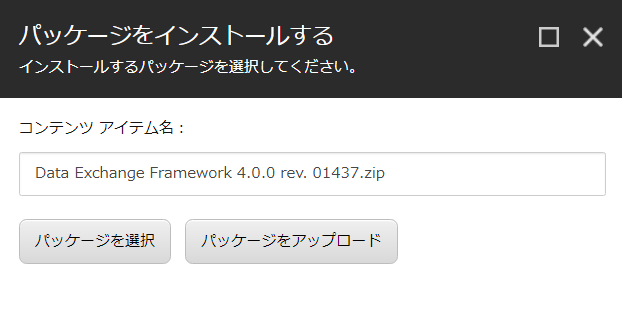 パッケージをインストールする
インストールするパッケージを選択してください。
コンテンツ アイテム名：
Data Exchange Framework 4.0.0 rev. 01437.zip
パッケージを選択
パッケージをアップロード